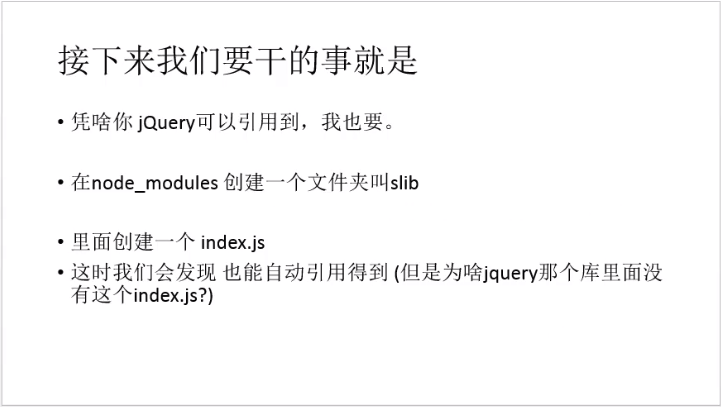 接下来我们要干的事就是
• 凭啥你 jQuery可以引用到，我也要。
• 在node_modules 创建一个文件夹叫slib
• 里面创建一个 index.js
• 这时我们会发现 也能自动引用得到 (但是为啥jquery那个库里面没
有这个index.js?)